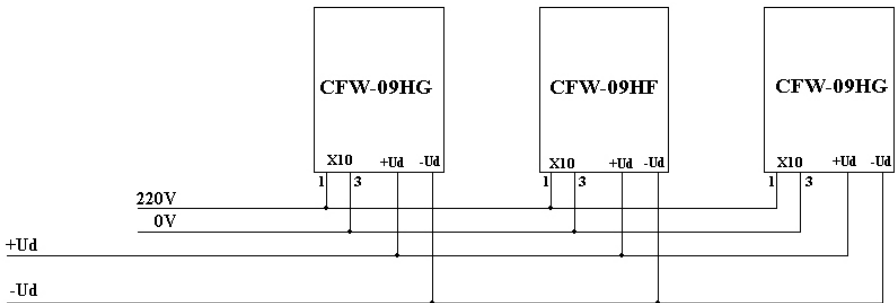 CFW-09HG CFW-09HF CFW-09HG
X10 +Ud -Ud X10 +Ud -Ud X10 +Ud -Ud
1 3 1 3 1 3
220V
0V
+Ud
-Ud